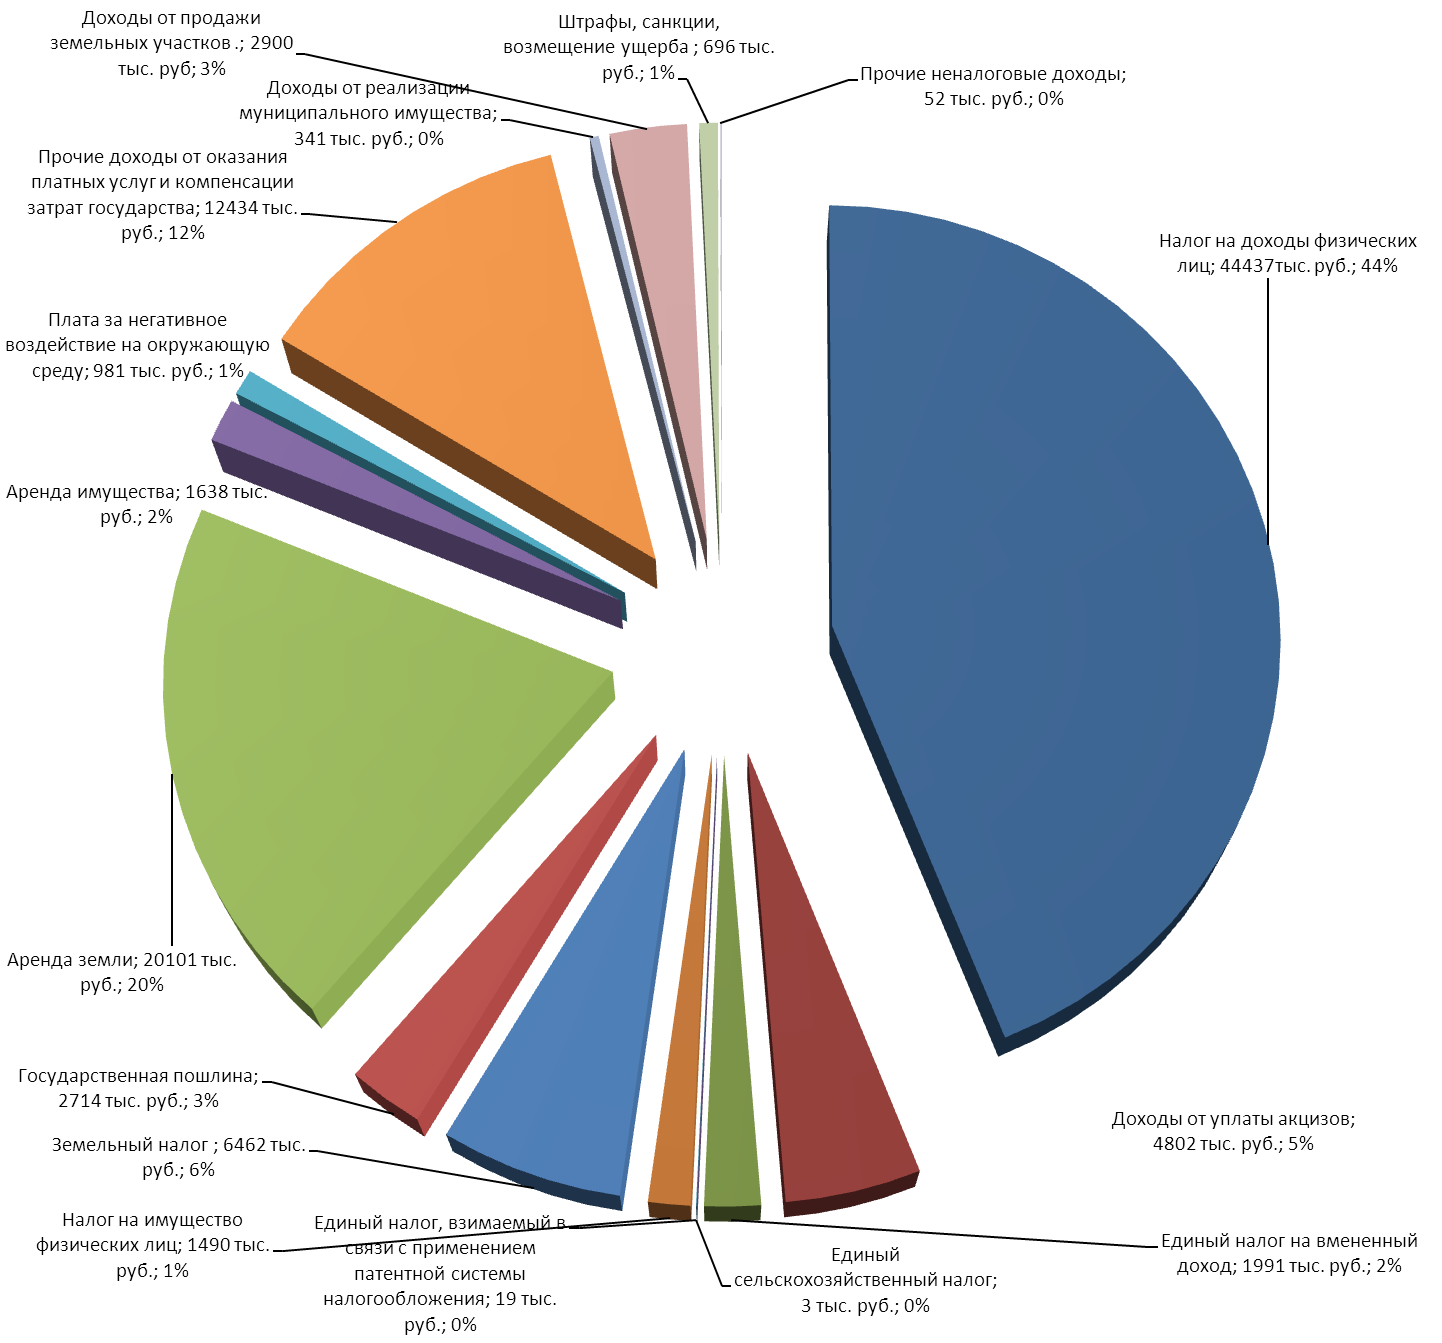 Доходы от продажи
земельных участков .; 2900
тыс. руб; 3%
Штрафы, санкции,
возмещение ущерба ; 696 тыс.
руб.; 1%
Прочие неналоговые доходы;
52 тыс. руб.; 0%
Доходы от реализации
муниципального имущества;
341 тыс. руб.; 0%
Прочие доходы от оказания
платных услуг и компенсации
затрат государства; 12434 тыс.
руб.; 12%
Налог на доходы физических
лиц; 44437тыс. руб.; 44%
Плата за негативное
воздействие на окружающую
среду; 981 тыс. руб.; 1%
Аренда имущества; 1638 тыс.
руб.; 2%
Аренда земли; 20101 тыс.
руб.; 20%
Государственная пошлина;
2714 тыс. руб.; 3%
Земельный налог ; 6462 тыс.
руб.; 6%
Налог на имущество
физических лиц; 1490 тыс.
руб.; 1%
Единый налог, взимаемый в
связи с применением
патентной системы
налогообложения; 19 тыс.
руб.; 0%
Единый
сельскохозяйственный налог;
3 тыс. руб.; 0%
Единый налог на вмененный
доход; 1991 тыс. руб.; 2%
Доходы от уплаты акцизов;
4802 тыс. руб.; 5%